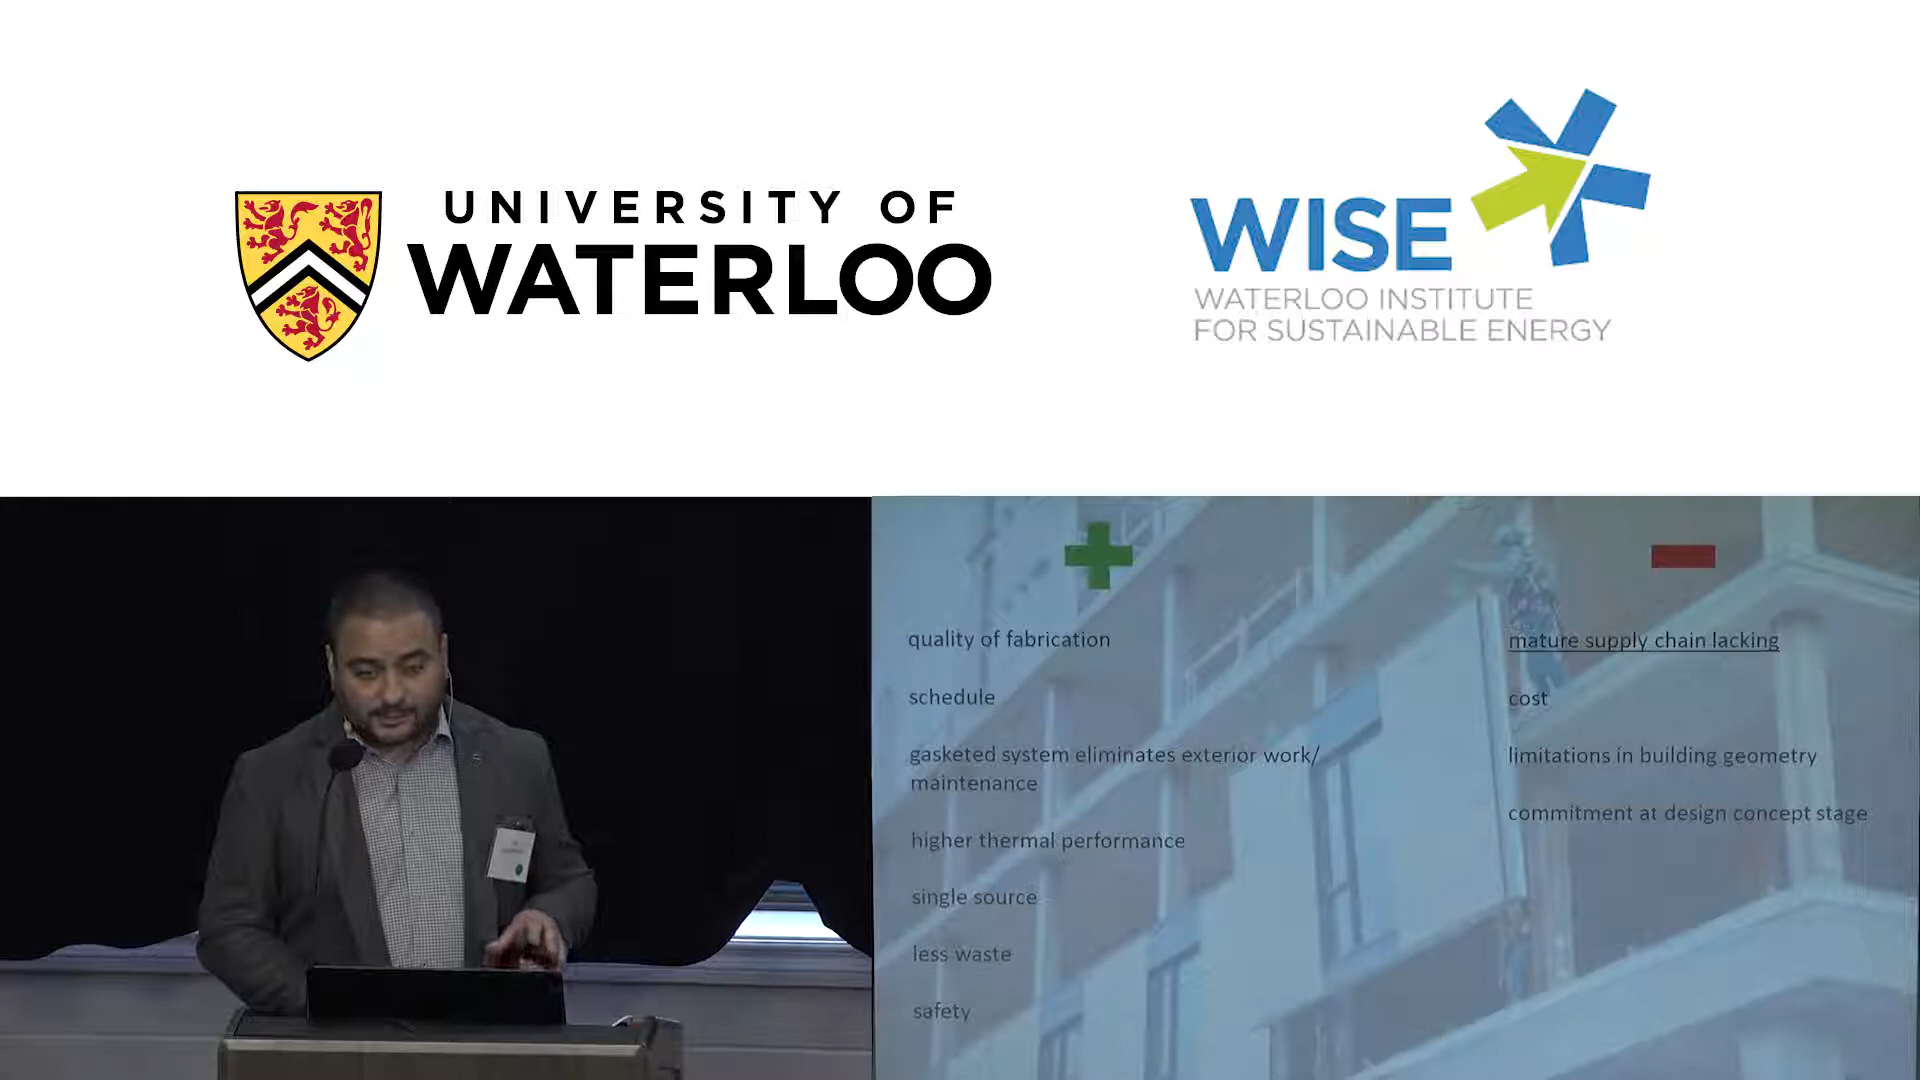 UNIVERSITY OF
WATERLOO
WISE
WATERLOO INSTITUTE
FOR SUSTAINABLE ENERGY
quality of fabrication
schedule
gasketed system eliminates exterior work/
maintenance
higher thermal performance
single source
less waste
safety
mature supply chain lacking
cost
limitations in building geometry
commitment at design concept stage